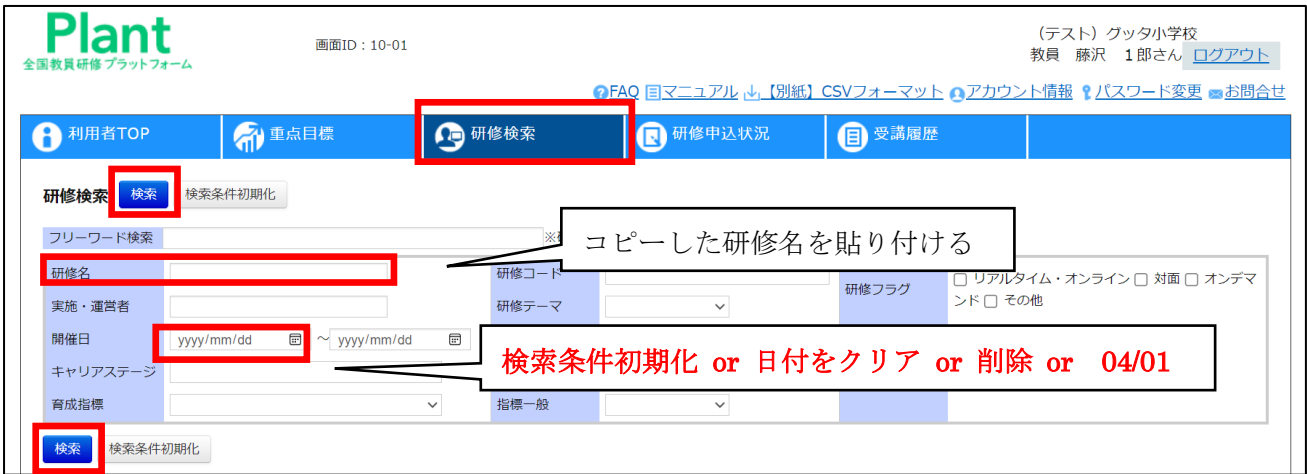 Plant
全国教員研修プラットフォーム
画面ID：10-01
（テスト）グッタ小学校
教員　藤沢　１郎さん ログアウト
FAQ マニュアル 【別紙】CSVフォーマット アカウント情報 パスワード変更 お問合せ
利用者TOP 重点目標 研修検索 研修申込状況 受講履歴
研修検索 検索 検索条件初期化
フリーワード検索 ※
コピーした研修名を貼り付ける
研修名 研修コード
研修フラグ リアルタイム・オンライン 対面 オンデマ
ンド その他
実施・運営者 研修テーマ
開催日 yyyy/mm/dd ～ yyyy/mm/dd
検索条件初期化 or 日付をクリア or 削除 or 04/01
キャリアステージ
育成指標 指標一般
検索 検索条件初期化